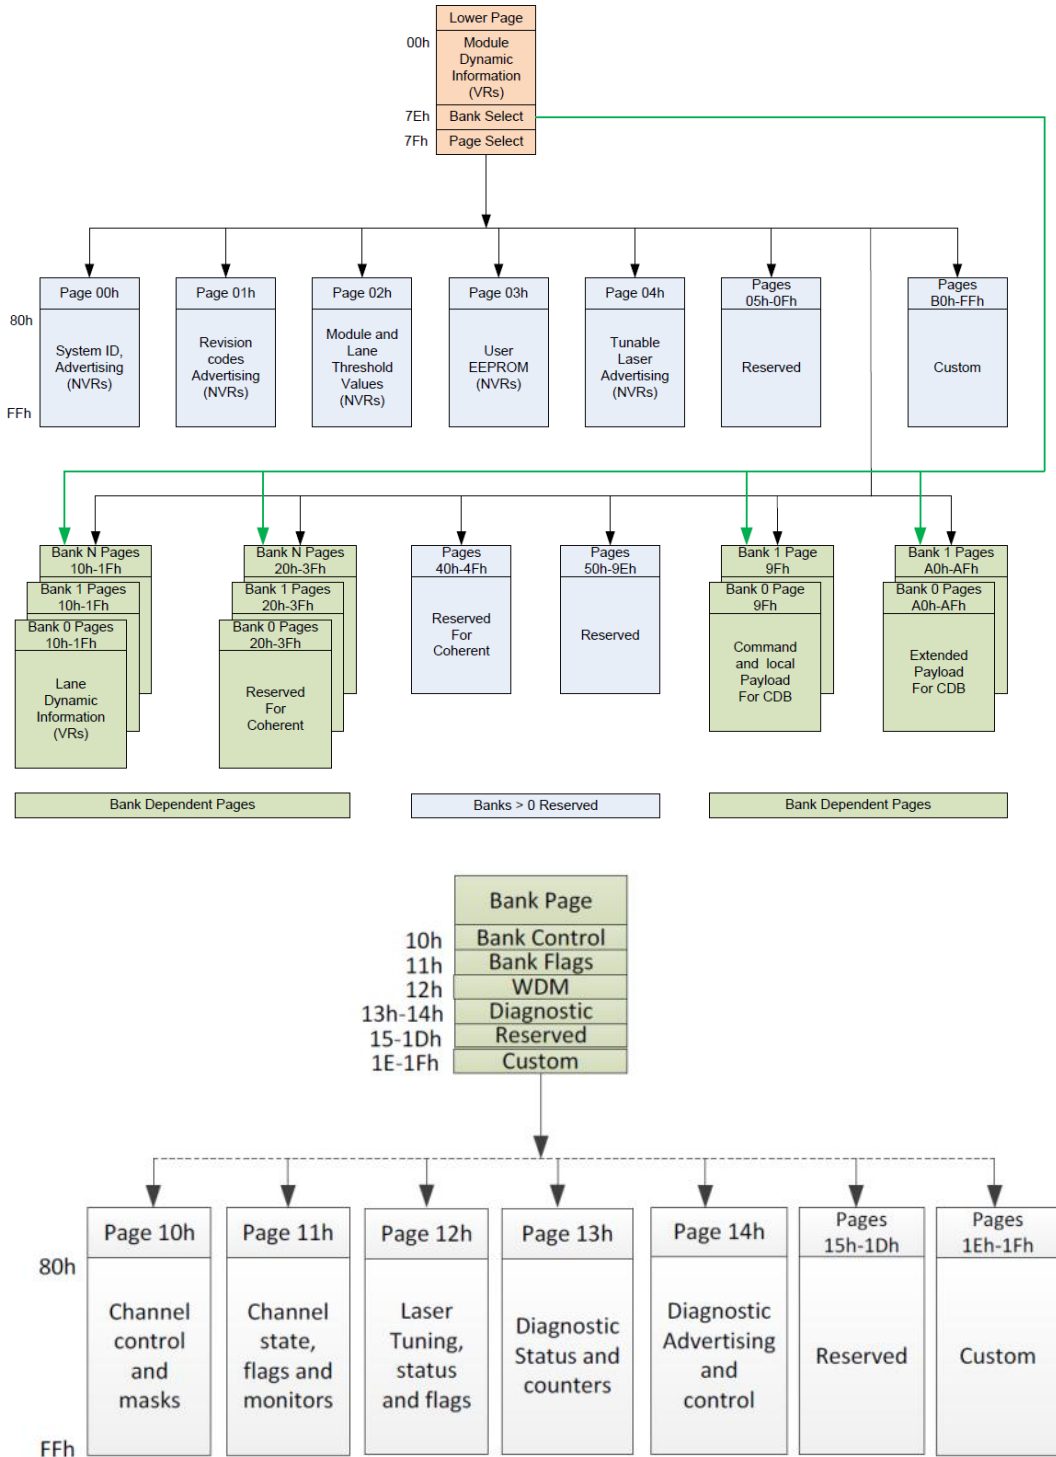 Lower Page
00h
Module
Dynamic
Information
(VRs)
7Eh
Bank Select
7Fh
Page Select
Page 00h
Page 01h
Page 02h
Page 03h
Page 04h
Pages
05h-0Fh
Pages
B0h-FFh
80h
System ID,
Advertising
(NVRs)
Revision
codes
Advertising
(NVRs)
Module and
Lane
Threshold
Values
(NVRs)
User
EEPROM
(NVRs)
Tunable
Laser
Advertising
(NVRs)
Reserved
Custom
FFh
Bank N Pages
10h-1Fh
Bank 1 Pages
10h-1Fh
Bank 0 Pages
10h-1Fh
Lane
Dynamic
Information
(VRs)
Bank N Pages
20h-3Fh
Bank 1 Pages
20h-3Fh
Bank 0 Pages
20h-3Fh
Reserved
For
Coherent
Pages
40h-4Fh
Reserved
For
Coherent
Pages
50h-9Eh
Reserved
Bank 1 Page
9Fh
Bank 0 Page
9Fh
Command
and local
Payload
For CDB
Bank 1 Pages
A0h-AFh
Bank 0 Pages
A0h-AFh
Extended
Payload
For CDB
Bank Dependent Pages
Banks > 0 Reserved
Bank Dependent Pages
Bank Page
10h
Bank Control
11h
Bank Flags
12h
WDM
13h-14h
Diagnostic
15-1Dh
Reserved
1E-1Fh
Custom
Page 10h
Page 11h
Page 12h
Page 13h
Page 14h
Pages
15h-1Dh
Pages
1Eh-1Fh
80h
Channel
control
and
masks
Channel
state,
flags and
monitors
Laser
Tuning,
status
and flags
Diagnostic
Status and
counters
Diagnostic
Advertising
and
control
Reserved
Custom
FFh